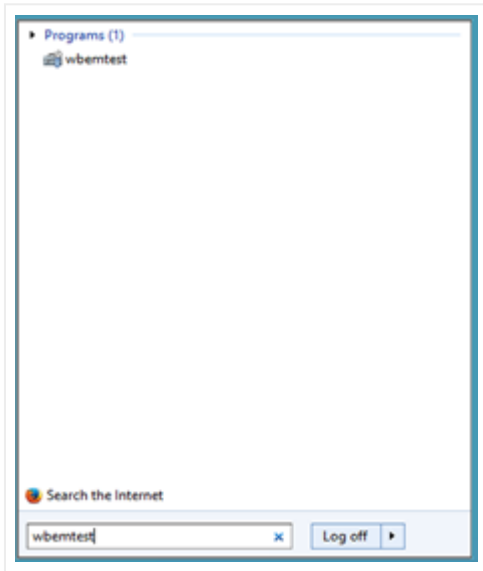 Programs (1)
wbemtest
Search the Internet
wbemtest
Log off